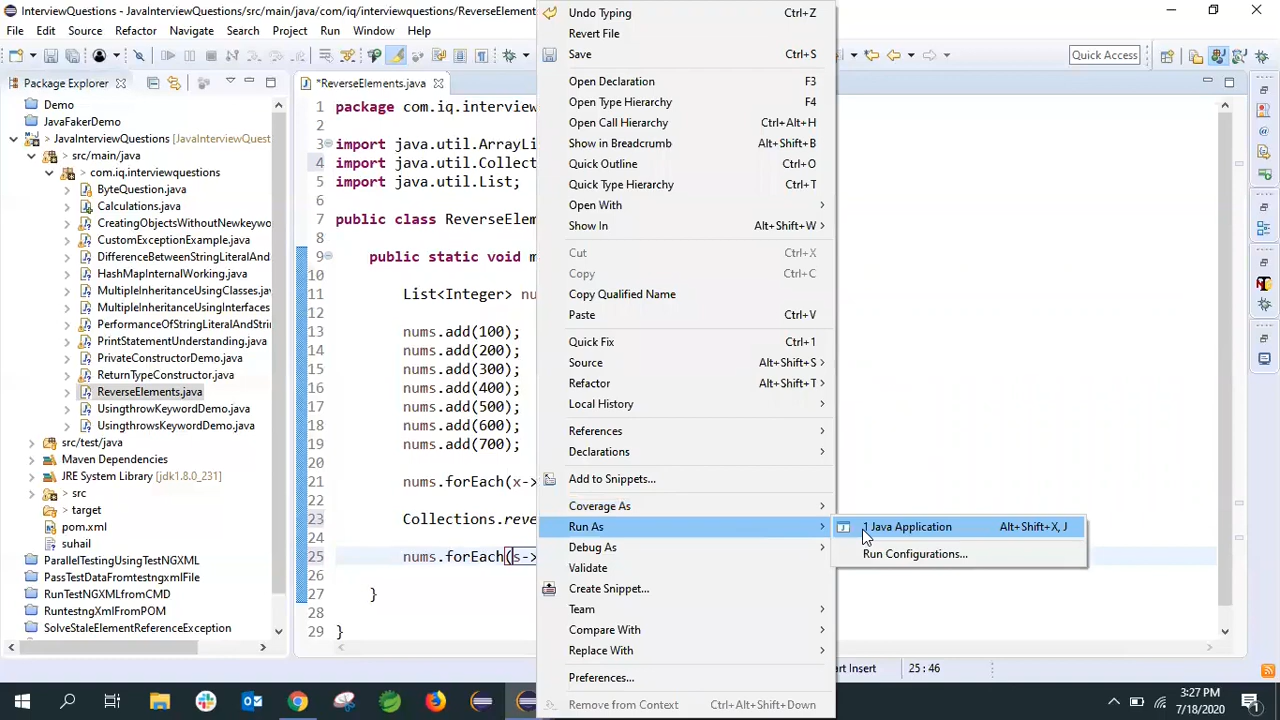 InterviewQuestions - JavaInterviewQuestions/src/main/java/com/iq/interviewquestions/ReverseElem
File Edit Source Refactor Navigate Search Project Run Window Help
Quick Access
Package Explorer
Demo
JavaFakerDemo
JavaInterviewQuestions [JavaInterviewQuest
src/main/java
com.iq.interviewquestions
ByteQuestion.java
Calculations.java
CreatingObjectsWithoutNewkeyword
CustomExceptionExample.java
DifferenceBetweenStringLiteralAnd
HashMapInternalWorking.java
MultipleInheritanceUsingClasses.jav
MultipleInheritanceUsingInterfaces
PerformanceOfStringLiteralAndStri
PrintStatementUnderstanding.java
PrivateConstructorDemo.java
ReturnTypeConstructor.java
ReverseElements.java
UsingthrowKeywordDemo.java
UsingthrowsKeywordDemo.java
src/test/java
Maven Dependencies
JRE System Library [jdk1.8.0_231]
src
target
pom.xml
suhail
ParallelTestingUsingTestNG
PassTestDataFromtestngxmlFile
RunTestNGXMLfromCMD
RuntestngXmlFromPOM
SolveStaleElementReferenceException
*ReverseElements.java
1 package com.iq.interview
2
3 import java.util.ArrayLi
4 import java.util.Collect
5 import java.util.List;
6
7 public class ReverseElem
8
9 public static void m
10
11 List<Integer> nu
12
13 nums.add(100);
14 nums.add(200);
15 nums.add(300);
16 nums.add(400);
17 nums.add(500);
18 nums.add(600);
19 nums.add(700);
20
21 nums.forEach(x->
22
23 Collections.reve
24
25 nums.forEach(s->
26
27 }
28
29 }
Undo Typing Ctrl+Z
Revert File
Save Ctrl+S
Open Declaration F3
Open Type Hierarchy F4
Open Call Hierarchy Ctrl+Alt+H
Show in Breadcrumb Alt+Shift+B
Quick Outline Ctrl+O
Quick Type Hierarchy Ctrl+T
Open With
Show In Alt+Shift+W
Cut Ctrl+X
Copy Ctrl+C
Copy Qualified Name
Paste Ctrl+V
Quick Fix Ctrl+1
Source Alt+Shift+S
Refactor Alt+Shift+T
Local History
References
Declarations
Add to Snippets...
Coverage As
Run As
Debug As
Validate
Create Snippet...
Team
Compare With
Replace With
Preferences...
Remove from Context Ctrl+Alt+Shift+Down
1 Java Application Alt+Shift+X, J
Run Configurations...
art Insert 25 : 46
3:27 PM
7/18/2020